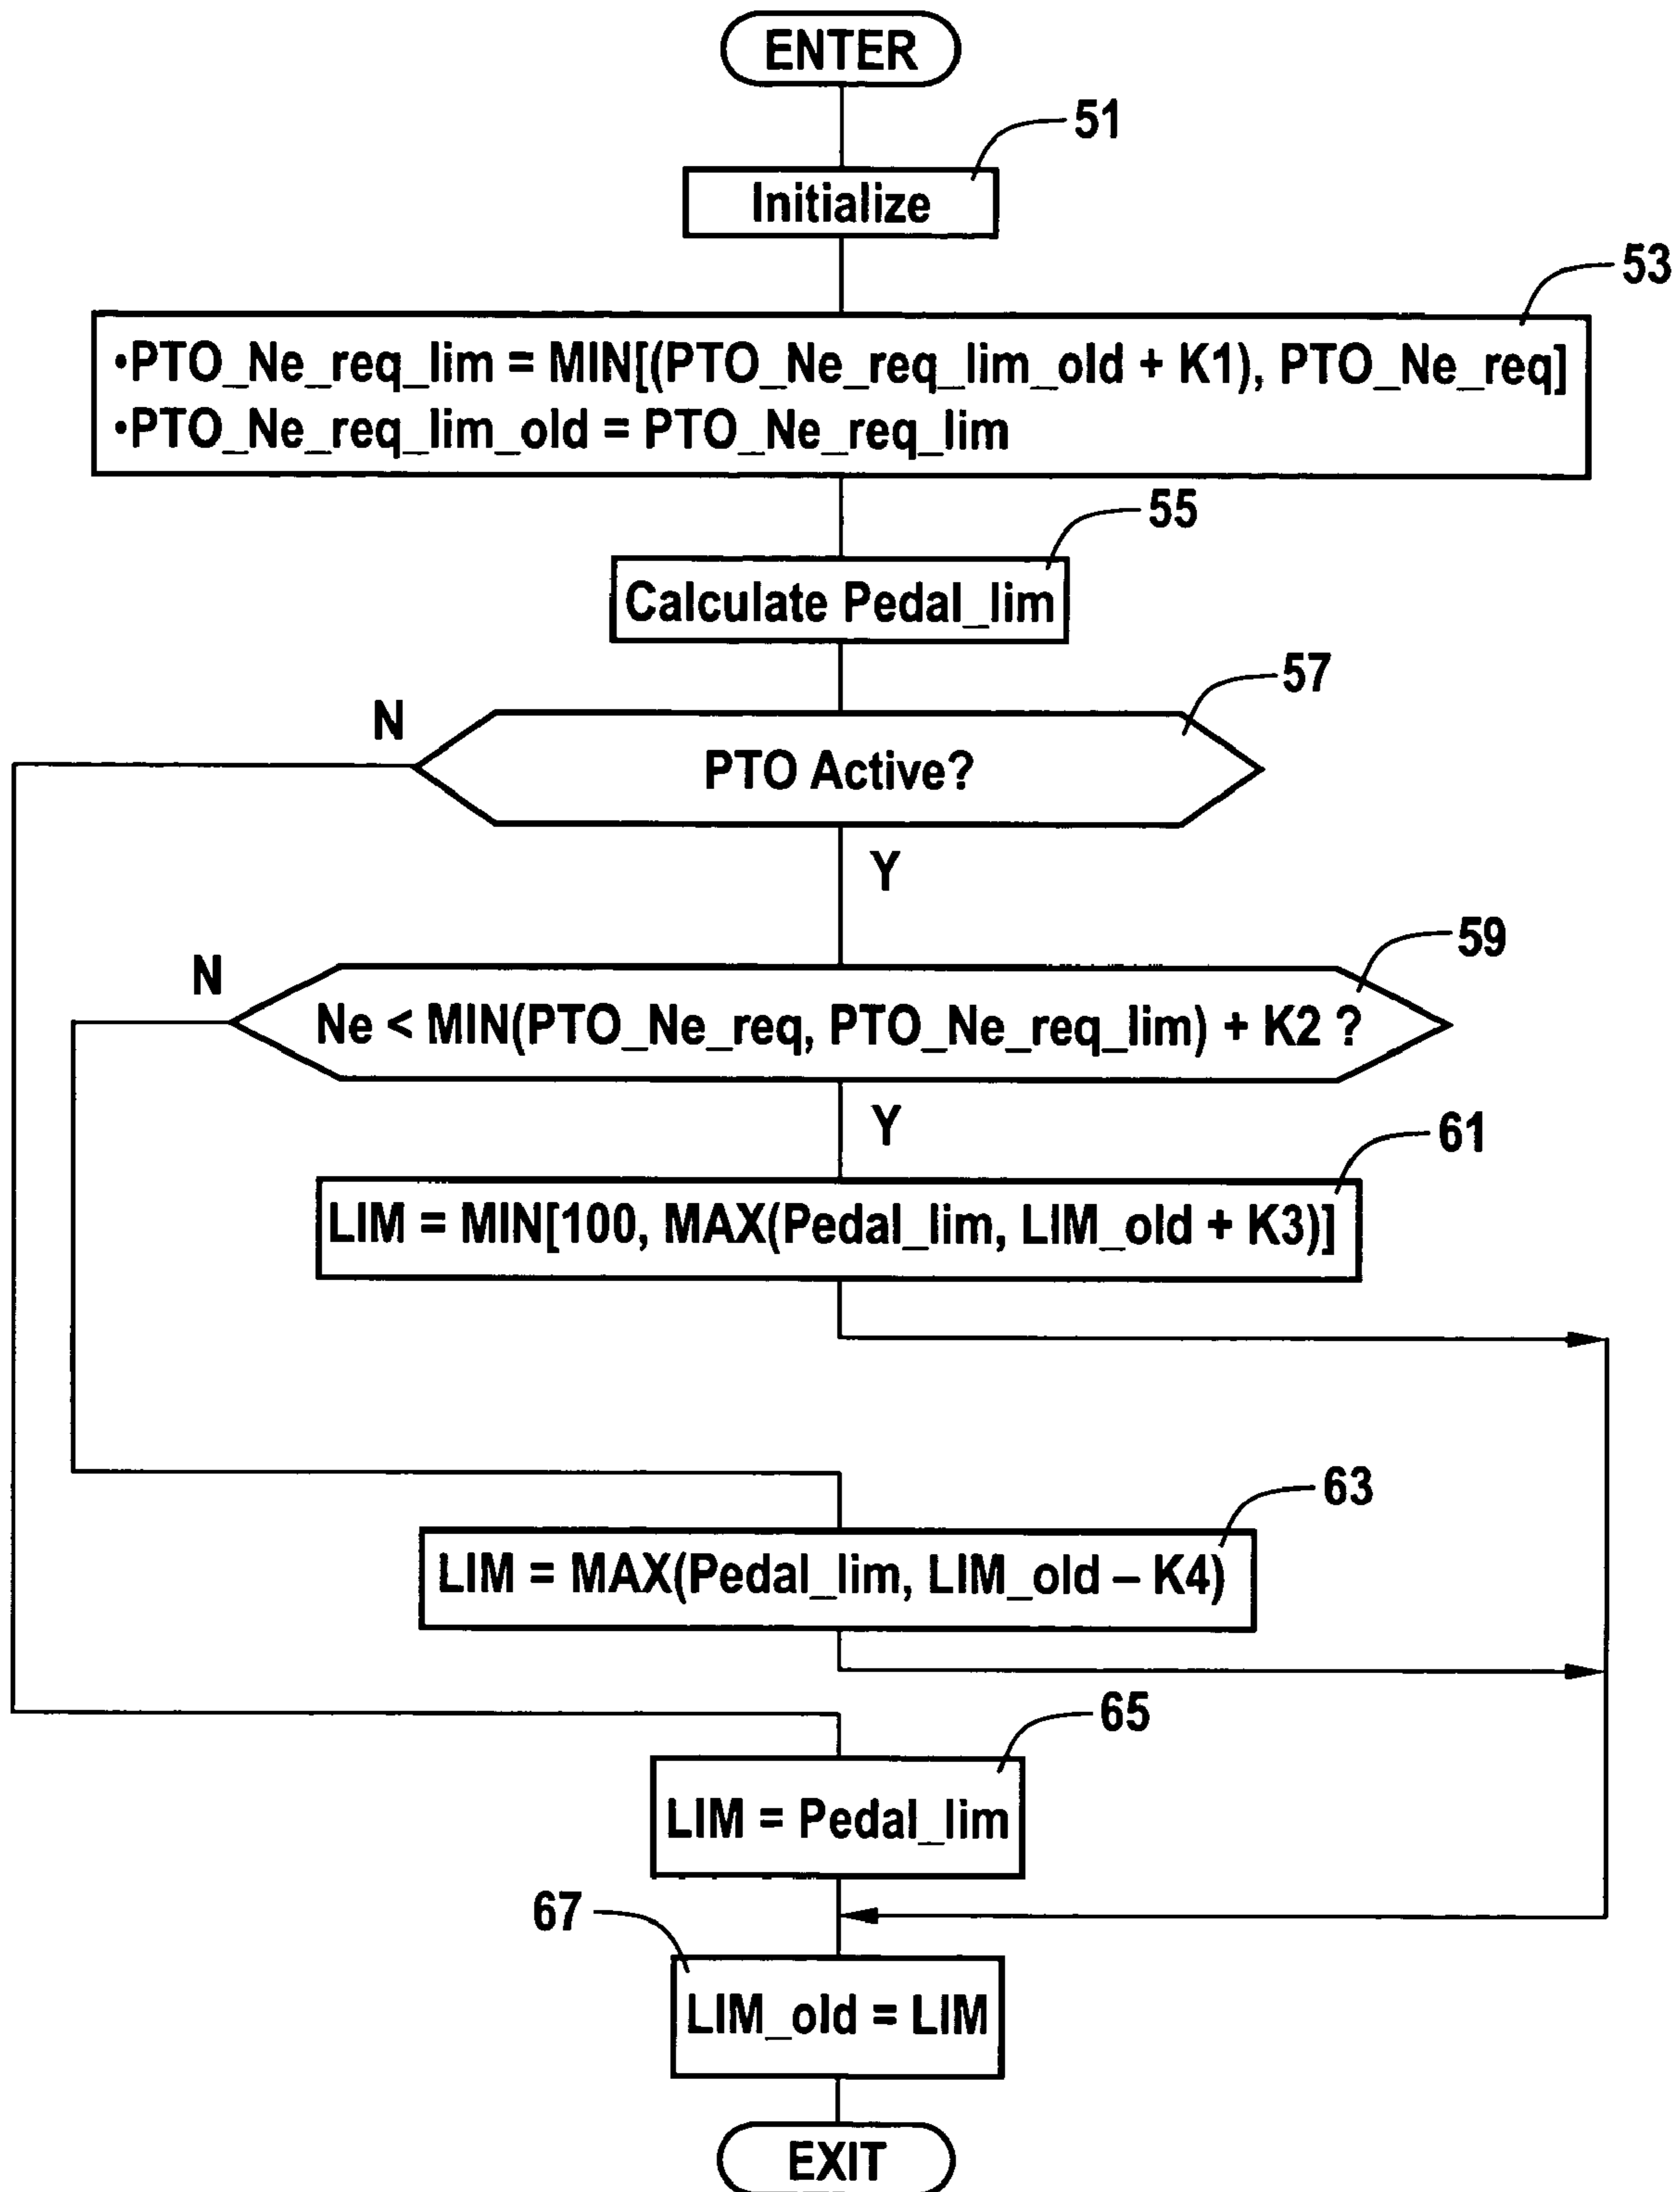 ENTER
51
Initialize
53
•PTO_Ne_req_lim = MIN[(PTO_Ne_req_lim_old + K1), PTO_Ne_req]
•PTO_Ne_req_lim_old = PTO_Ne_req_lim
55
Calculate Pedal_lim
57
N
PTO Active?
Y
59
N
Ne < MIN(PTO_Ne_req, PTO_Ne_req_lim) + K2 ?
Y
61
LIM = MIN[100, MAX(Pedal_lim, LIM_old + K3)]
63
LIM = MAX(Pedal_lim, LIM_old – K4)
65
LIM = Pedal_lim
67
LIM_old = LIM
EXIT